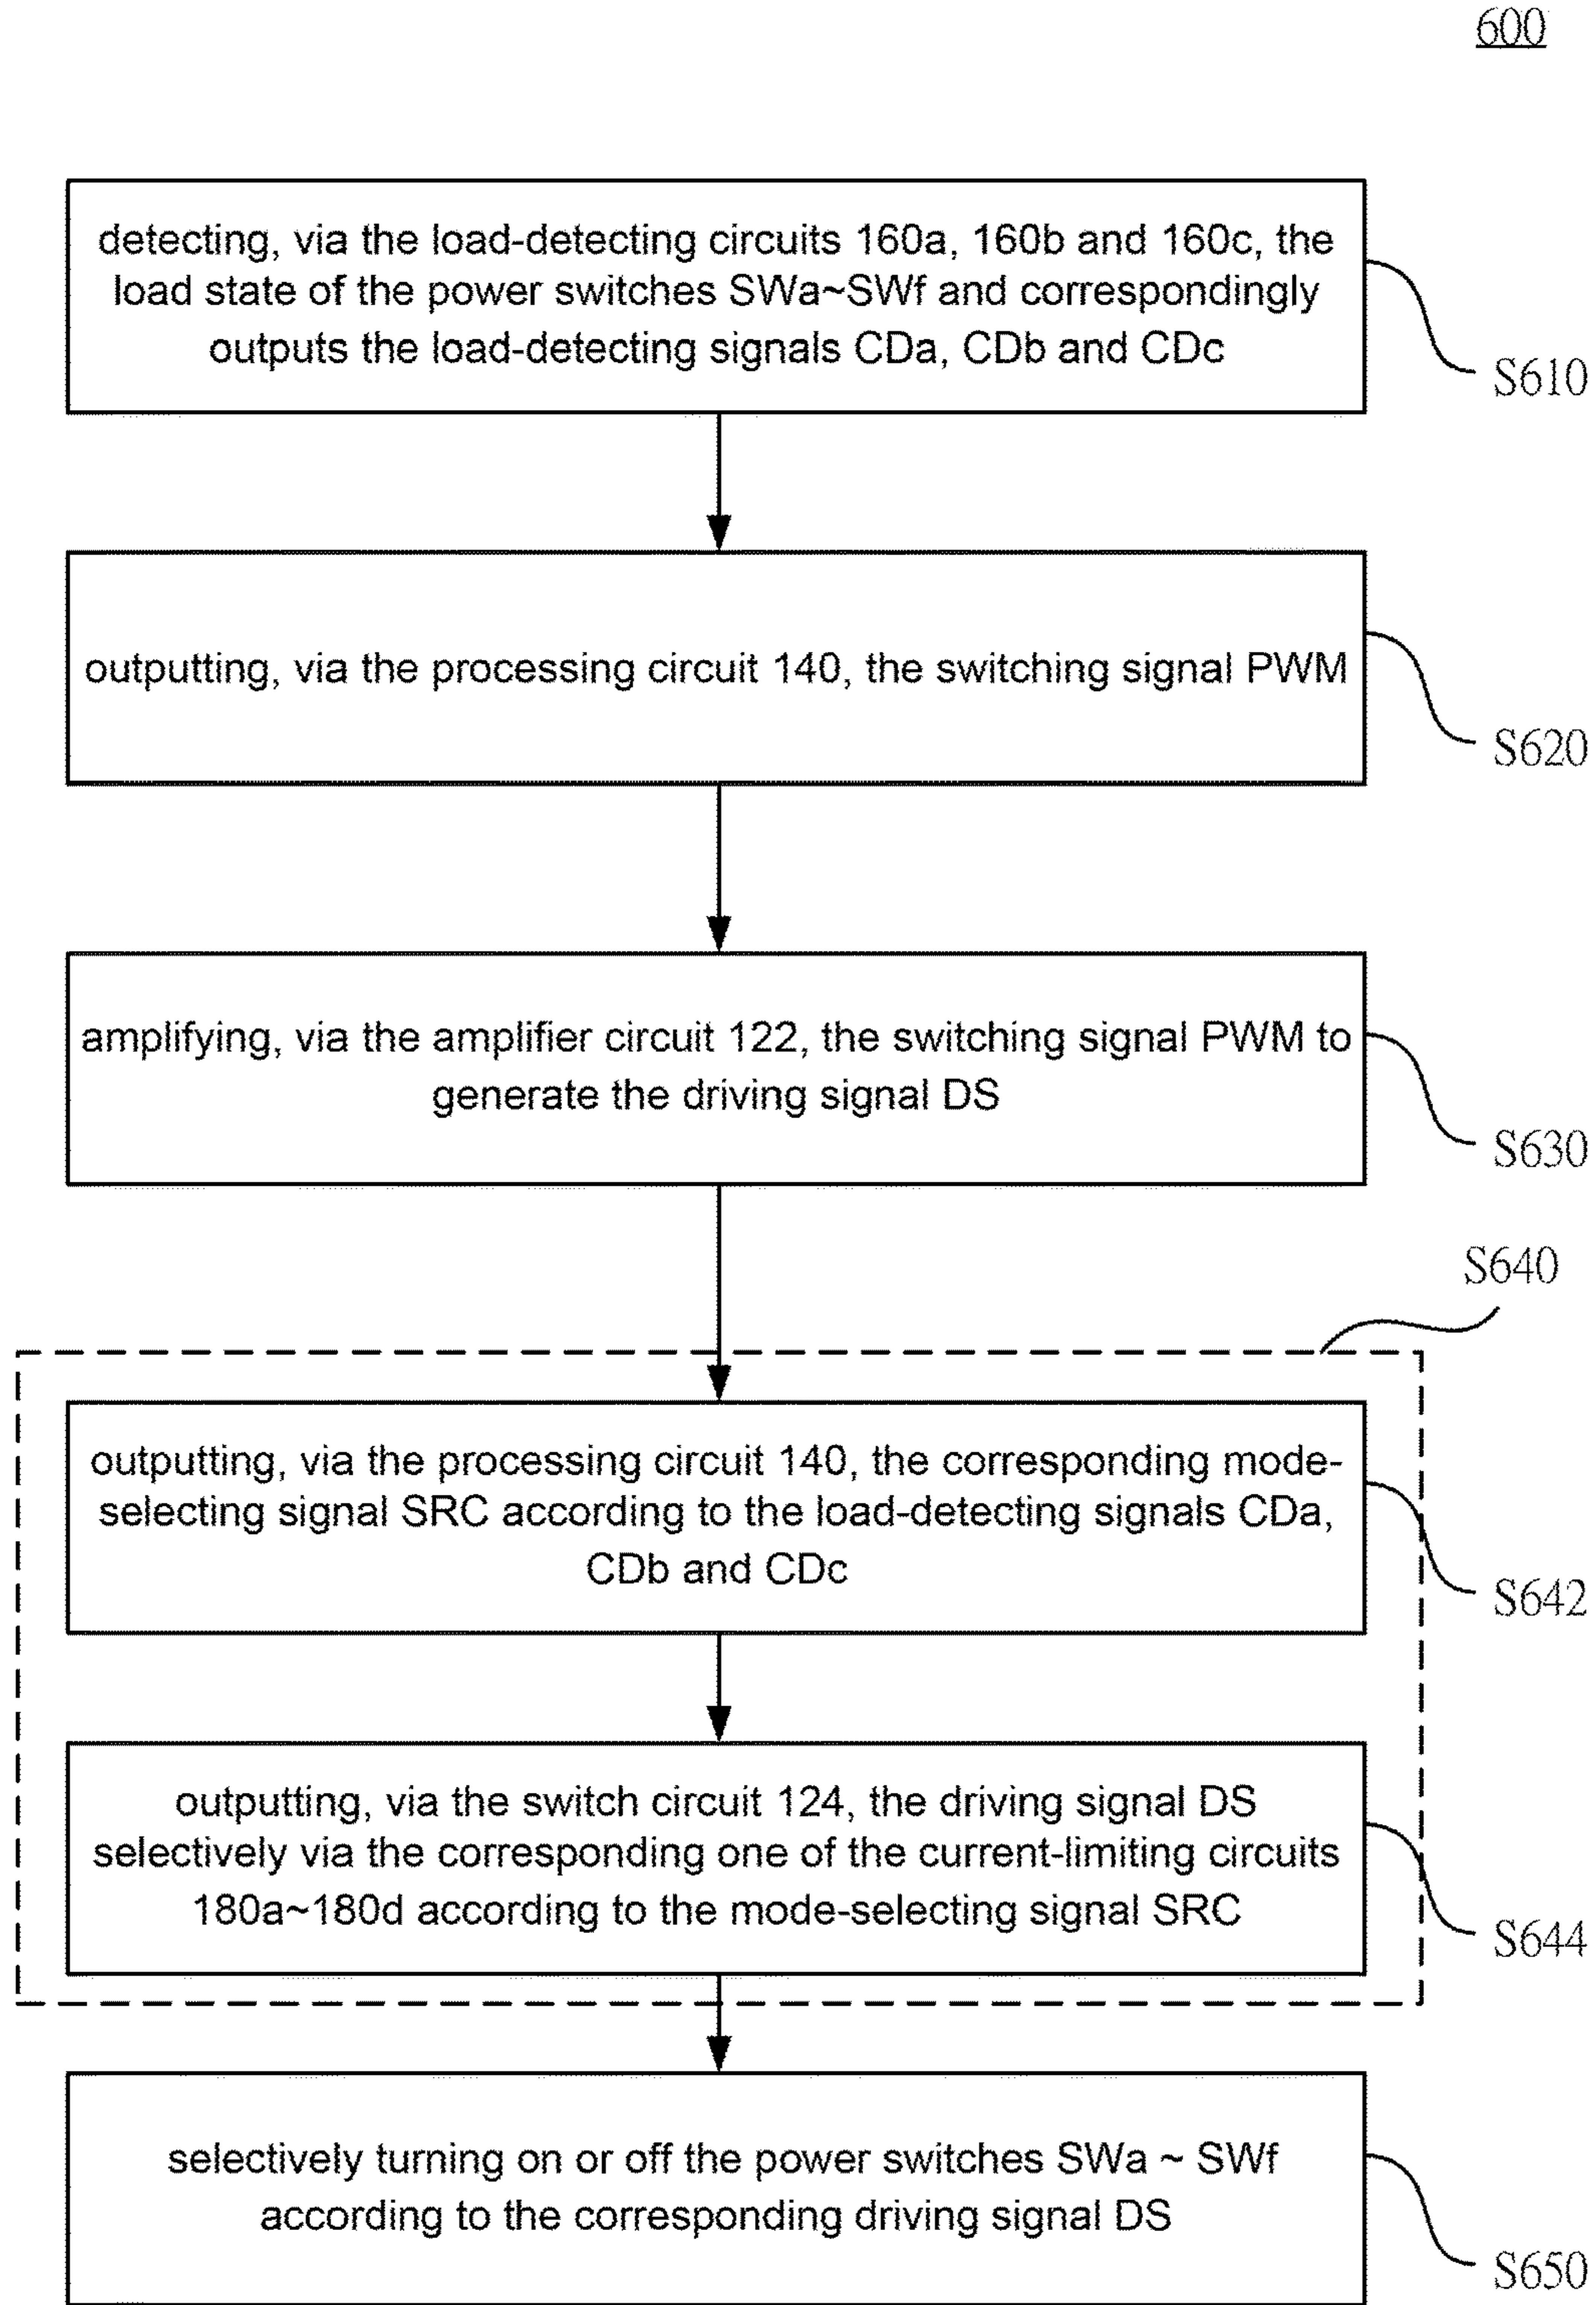 600
detecting, via the load-detecting circuits 160a, 160b and 160c, the
load state of the power switches SWa~SWf and correspondingly
outputs the load-detecting signals CDa, CDb and CDc
S610
outputting, via the processing circuit 140, the switching signal PWM
S620
amplifying, via the amplifier circuit 122, the switching signal PWM to
generate the driving signal DS
S630
S640
outputting, via the processing circuit 140, the corresponding mode-
selecting signal SRC according to the load-detecting signals CDa,
CDb and CDc
S642
outputting, via the switch circuit 124, the driving signal DS
selectively via the corresponding one of the current-limiting circuits
180a~180d according to the mode-selecting signal SRC
S644
selectively turning on or off the power switches SWa ~ SWf
according to the corresponding driving signal DS
S650